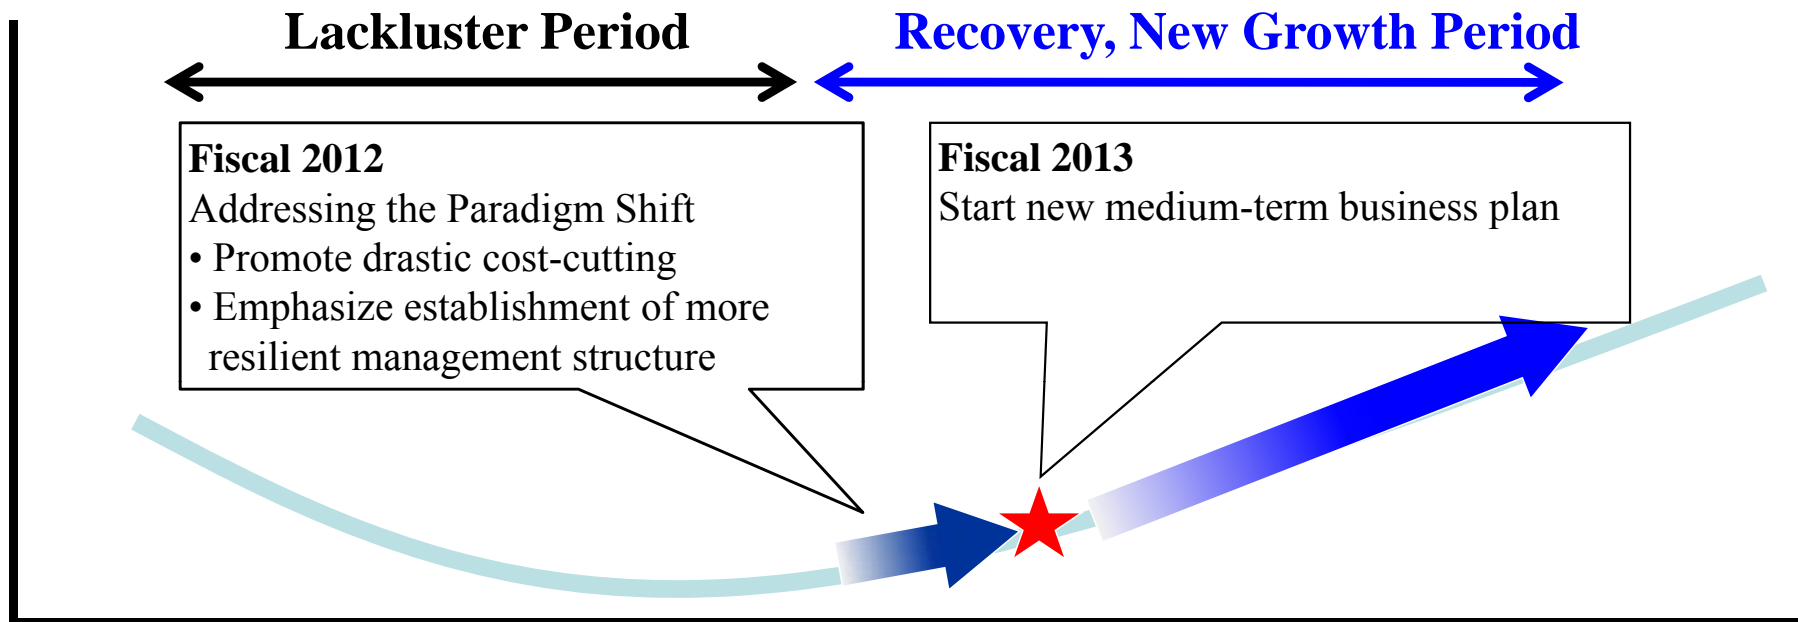 Lackluster Period
Recovery, New Growth Period
Fiscal 2012
Addressing the Paradigm Shift
• Promote drastic cost-cutting
• Emphasize establishment of more
resilient management structure
Fiscal 2013
Start new medium-term business plan